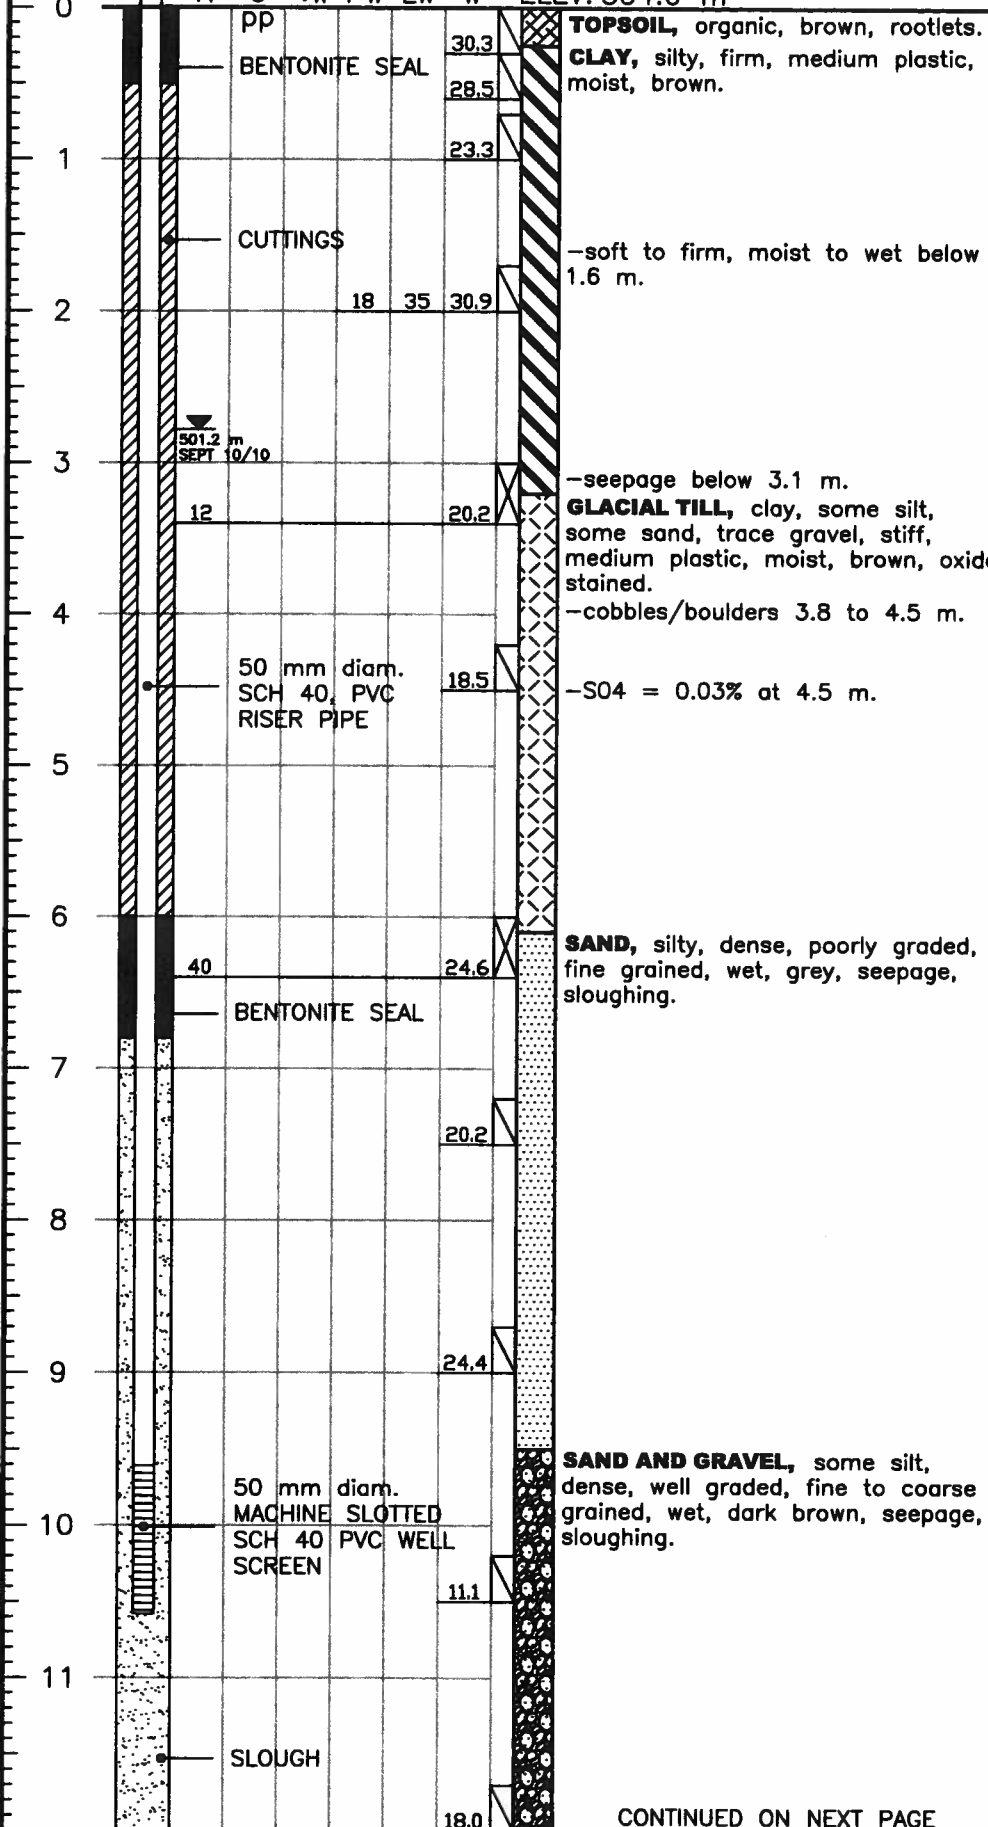 0
PP
30.3
TOPSOIL, organic, brown, rootlets.
BENTONITE SEAL
CLAY, silty, firm, medium plastic,
moist, brown.
28.5
1
23.3
CUTTINGS
-soft to firm, moist to wet below
1.6 m.
2
18 35 30.9
501.2 m
SEPT 10/10
3
-seepage below 3.1 m.
12
20.2
GLACIAL TILL, clay, some silt,
some sand, trace gravel, stiff,
medium plastic, moist, brown, oxide
stained.
4
-cobbles/boulders 3.8 to 4.5 m.
50 mm diam.
SCH 40, PVC
RISER PIPE
18.5
-SO4 = 0.03% at 4.5 m.
5
6
SAND, silty, dense, poorly graded,
fine grained, wet, grey, seepage,
sloughing.
40
24.6
BENTONITE SEAL
7
20.2
8
9
24.4
SAND AND GRAVEL, some silt,
dense, well graded, fine to coarse
grained, wet, dark brown, seepage,
sloughing.
50 mm diam.
MACHINE SLOTTED
SCH 40 PVC WELL
SCREEN
10
11.1
11
SLOUGH
18.0
CONTINUED ON NEXT PAGE